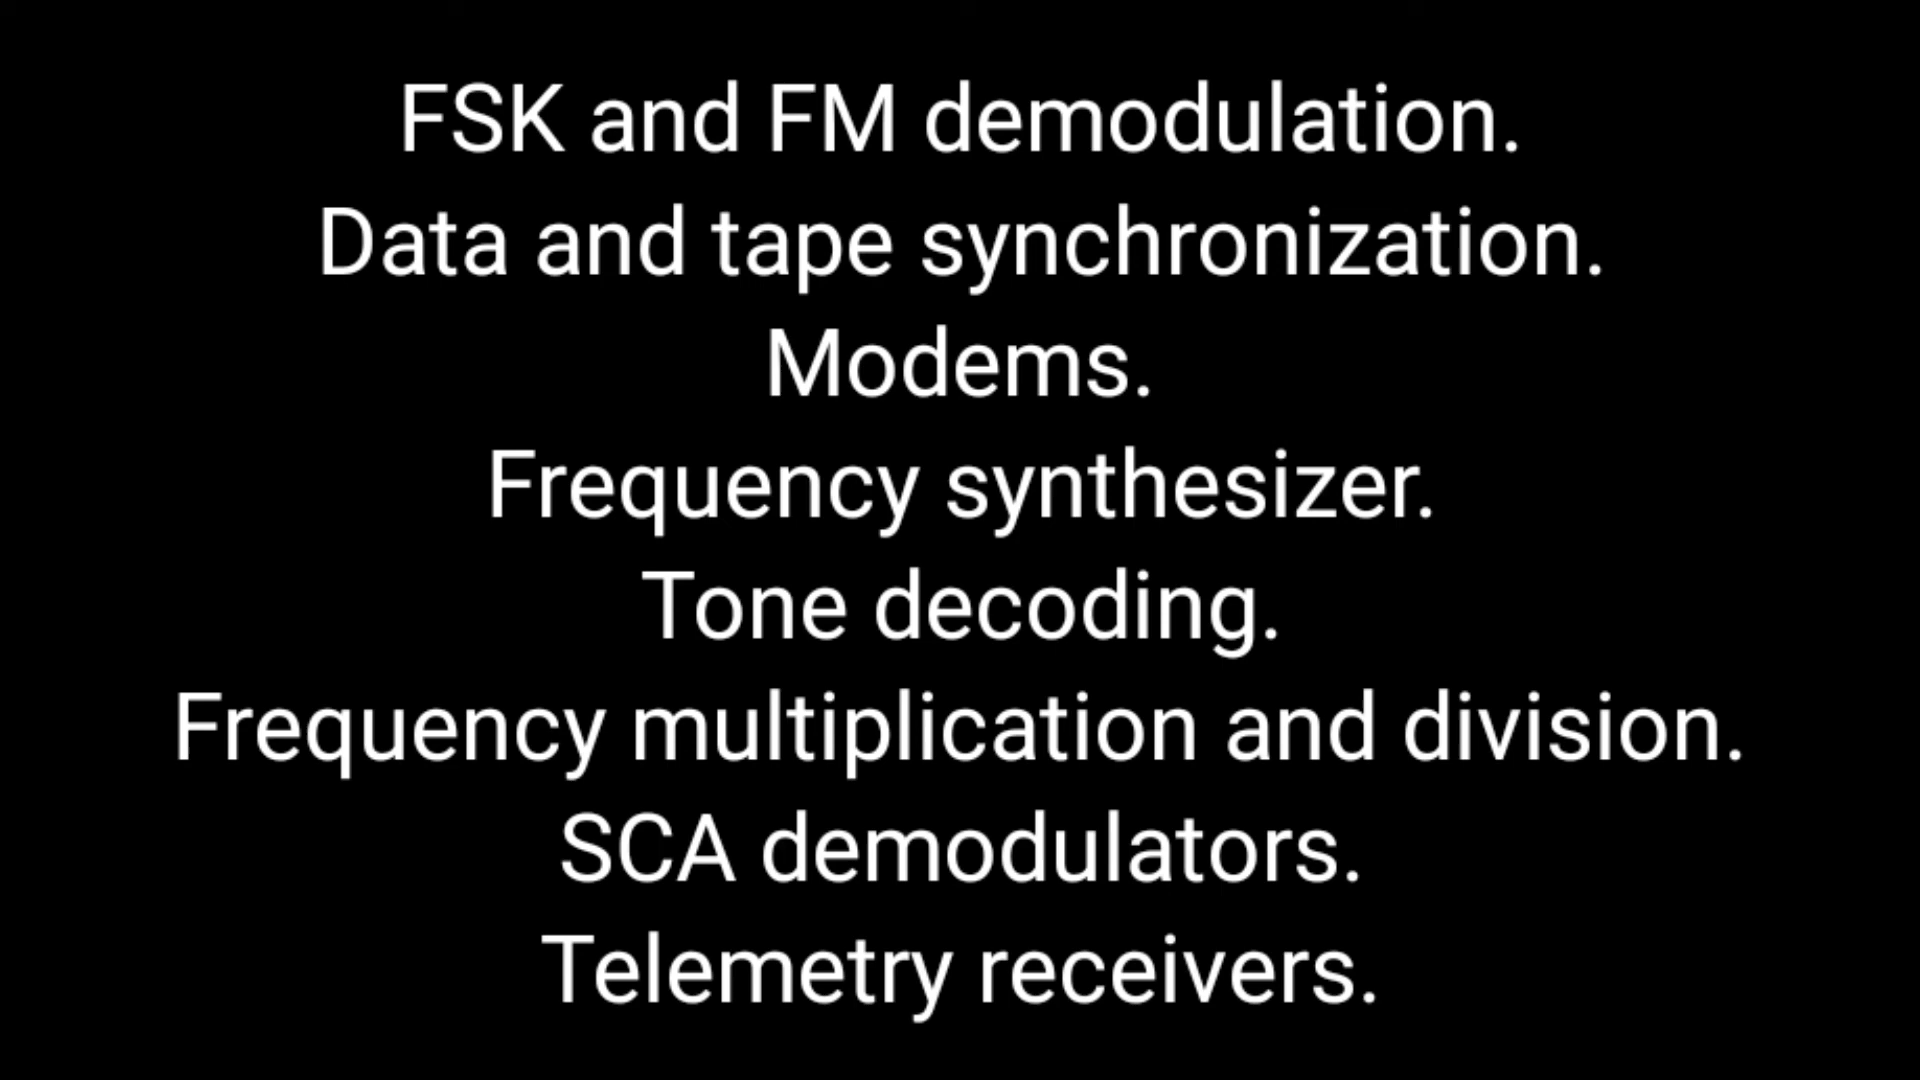 FSK and FM demodulation.
Data and tape synchronization.
Modems.
Frequency synthesizer.
Tone decoding.
Frequency multiplication and division.
SCA demodulators.
Telemetry receivers.